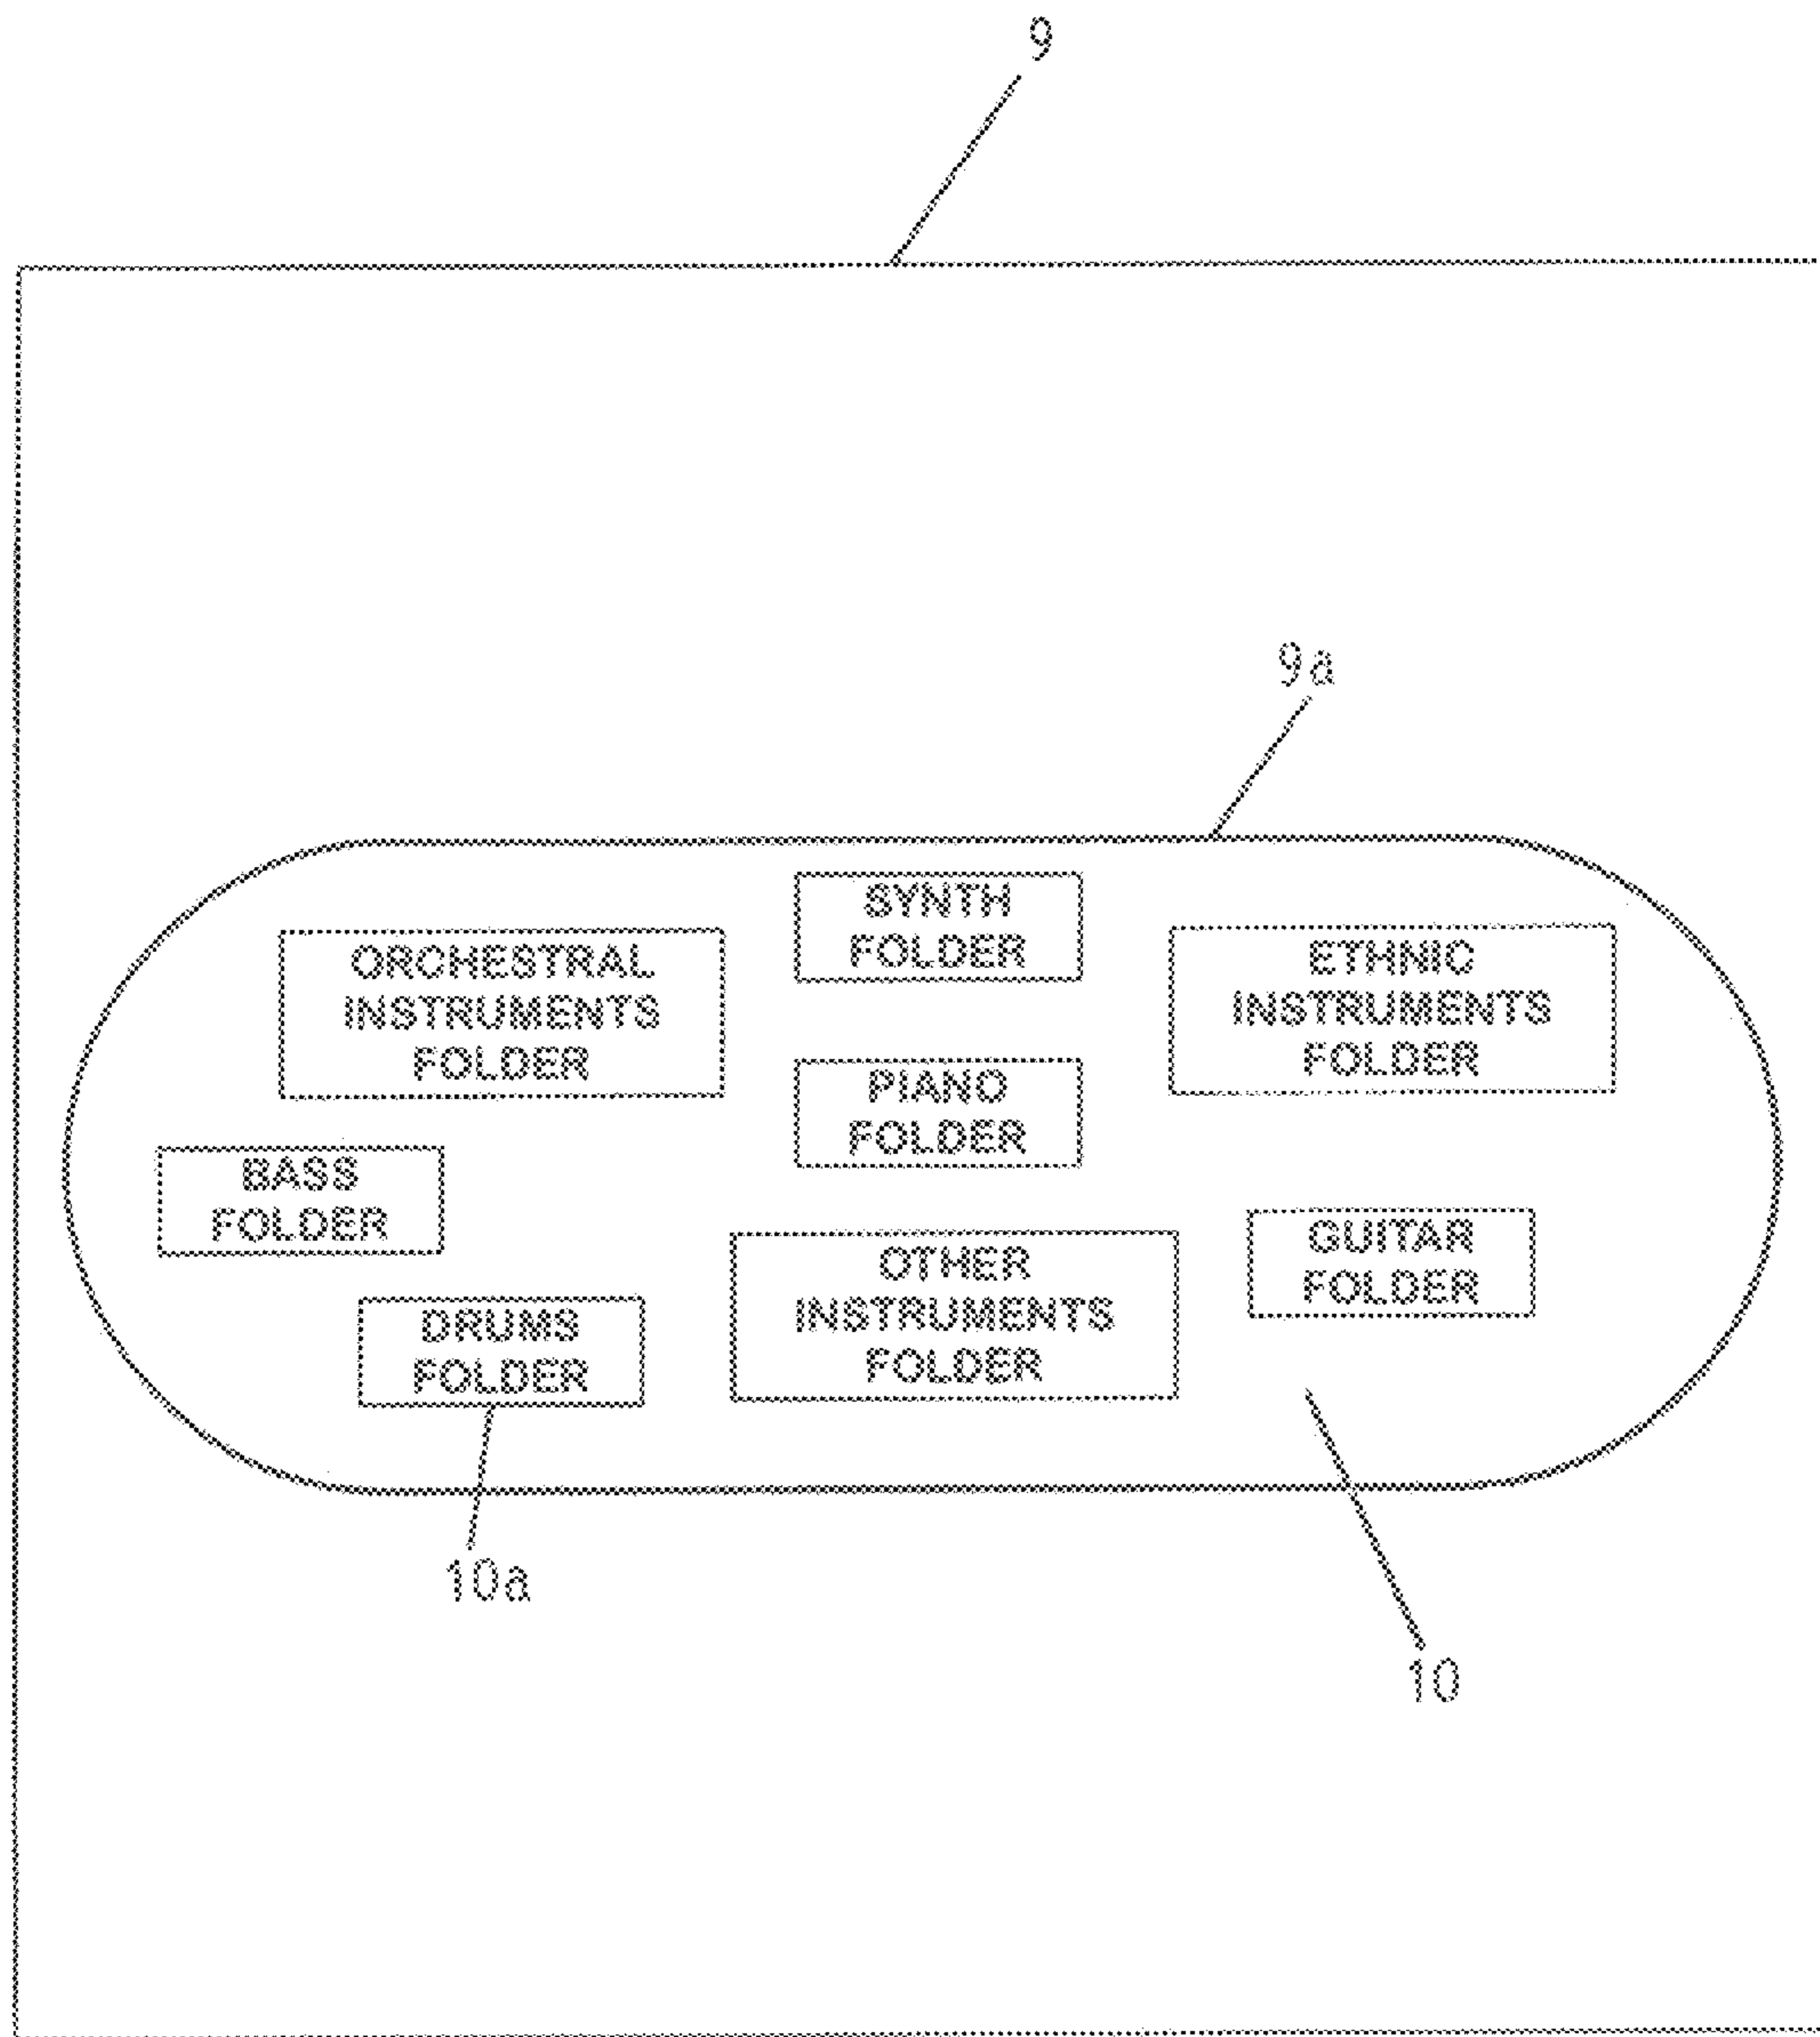 9
9a
SYNTH
FOLDER
ORCHESTRAL
INSTRUMENTS
FOLDER
ETHNIC
INSTRUMENTS
FOLDER
PIANO
FOLDER
BASS
FOLDER
GUITAR
FOLDER
OTHER
INSTRUMENTS
FOLDER
DRUMS
FOLDER
10a
10